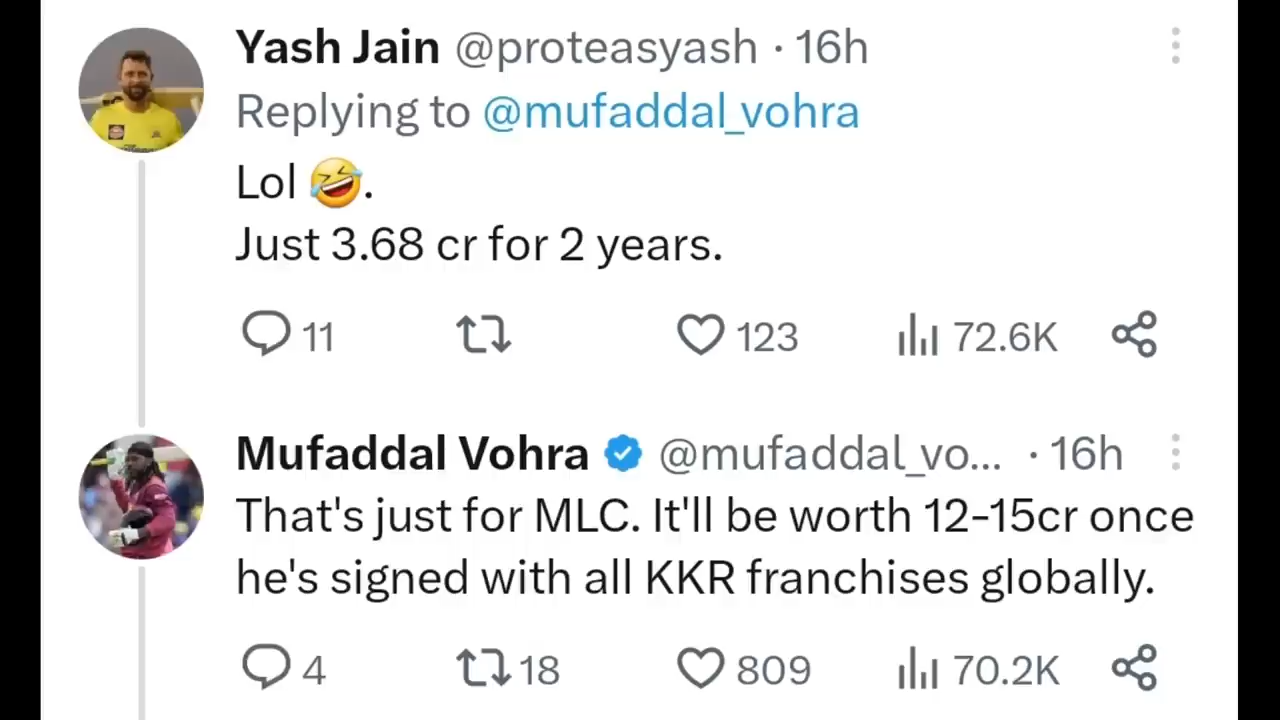 Yash Jain @proteasyash · 16h
Replying to @mufaddal_vohra
Lol 🤣.
Just 3.68 cr for 2 years.
11 123 72.6K
Mufaddal Vohra @mufaddal_vo... · 16h
That's just for MLC. It'll be worth 12-15cr once
he's signed with all KKR franchises globally.
4 18 809 70.2K